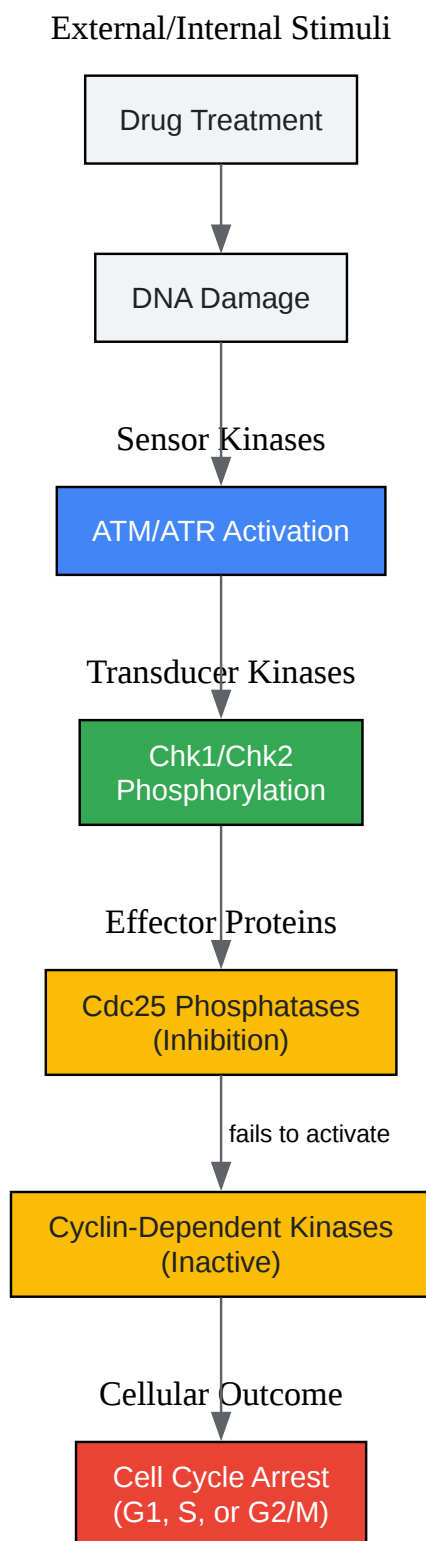 External/Internal Stimuli
Drug Treatment
DNA Damage
Sensor Kinases
ATM/ATR Activation
Transducer Kinases
Chk1/Chk2
Phosphorylation
Effector Proteins
Cdc25 Phosphatases
(Inhibition)
fails to activate
Cyclin-Dependent Kinases
(Inactive)
Cellular Outcome
Cell Cycle Arrest
(G1, S, or G2/M)